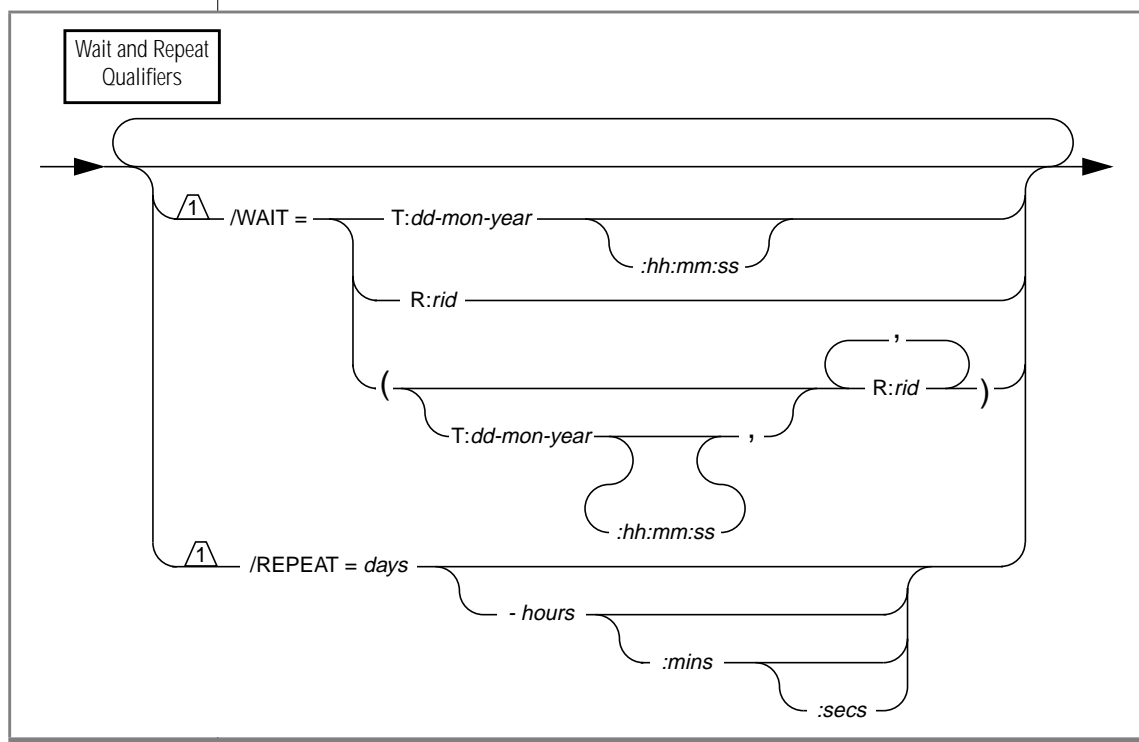 Wait and Repeat
Qualifiers
1
/WAIT =
T:dd-mon-year
:hh:mm:ss
R:rid
,
(
R:rid
)
T:dd-mon-year
,
:hh:mm:ss
1
/REPEAT = days
- hours
:mins
:secs